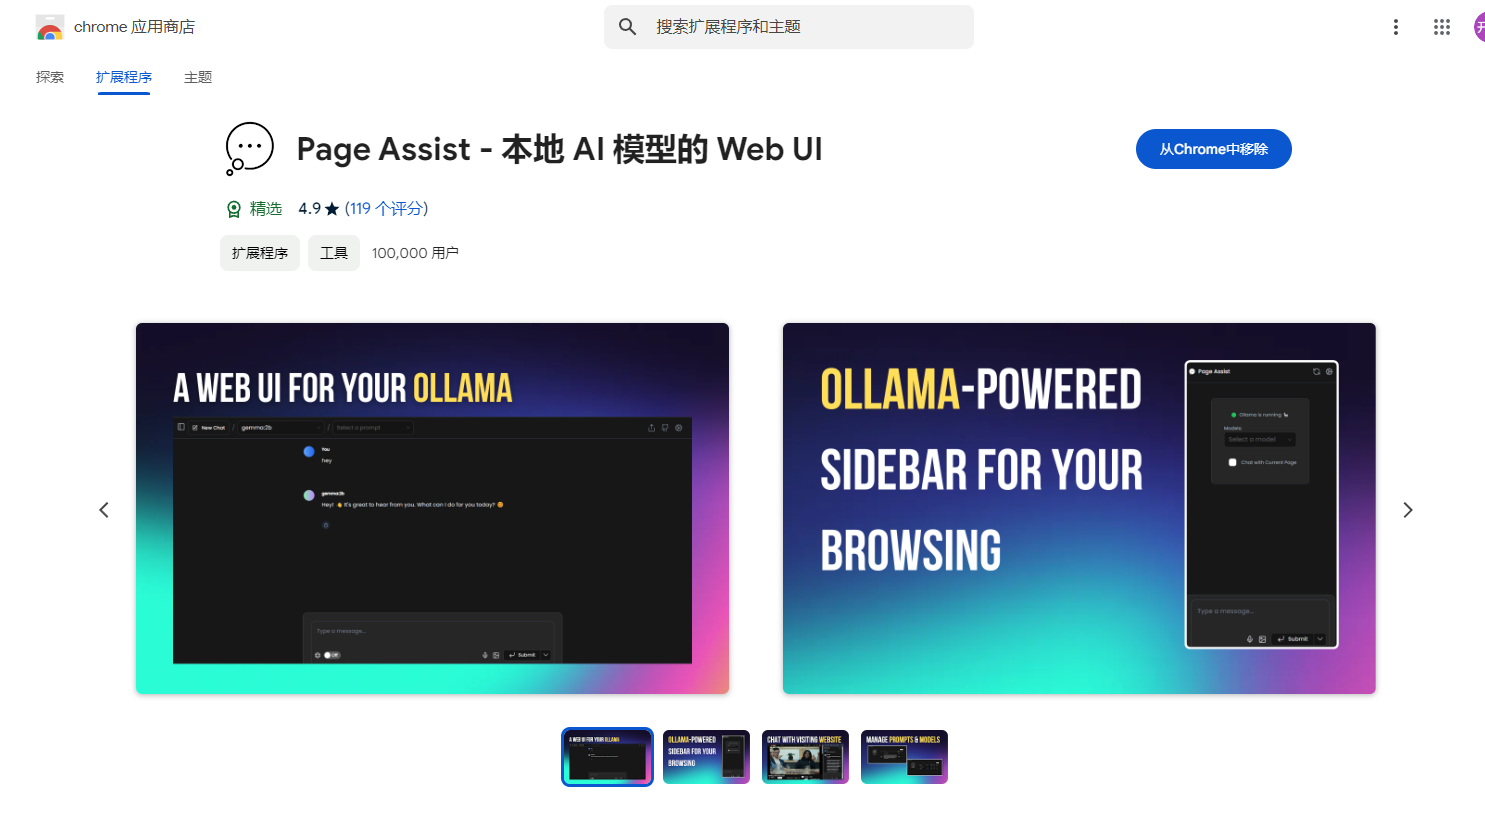 chrome 应用商店
搜索扩展程序和主题
开
探索
扩展程序
主题
Page Assist - 本地 AI 模型的 Web UI
从Chrome中移除
精选
4.9 ★ (119 个评分)
扩展程序
工具
100,000 用户
A WEB UI FOR YOUR OLLAMA
New Chat / gemma:2b / Select a prompt
You
hey
gemma:2b
Hey! 👋 It's great to hear from you. What can I do for you today? 😊
Type a message...
Off
Submit
OLLAMA-POWERED
SIDEBAR FOR YOUR
BROWSING
Page Assist
Ollama is running 🦙
Models:
Select a model
Chat with Current Page
Type a message...
Submit
A WEB UI FOR YOUR OLLAMA
OLLAMA-POWERED
SIDEBAR FOR YOUR
BROWSING
CHAT WITH VISITING WEBSITE
MANAGE PROMPTS & MODELS